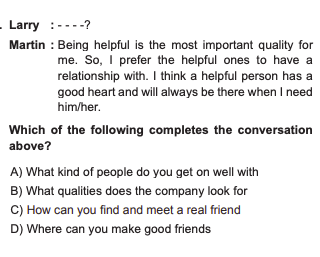 . Larry : - - - -?
Martin : Being helpful is the most important quality for
me. So, I prefer the helpful ones to have a
relationship with. I think a helpful person has a
good heart and will always be there when I need
him/her.
Which of the following completes the conversation
above?
A) What kind of people do you get on well with
B) What qualities does the company look for
C) How can you find and meet a real friend
D) Where can you make good friends